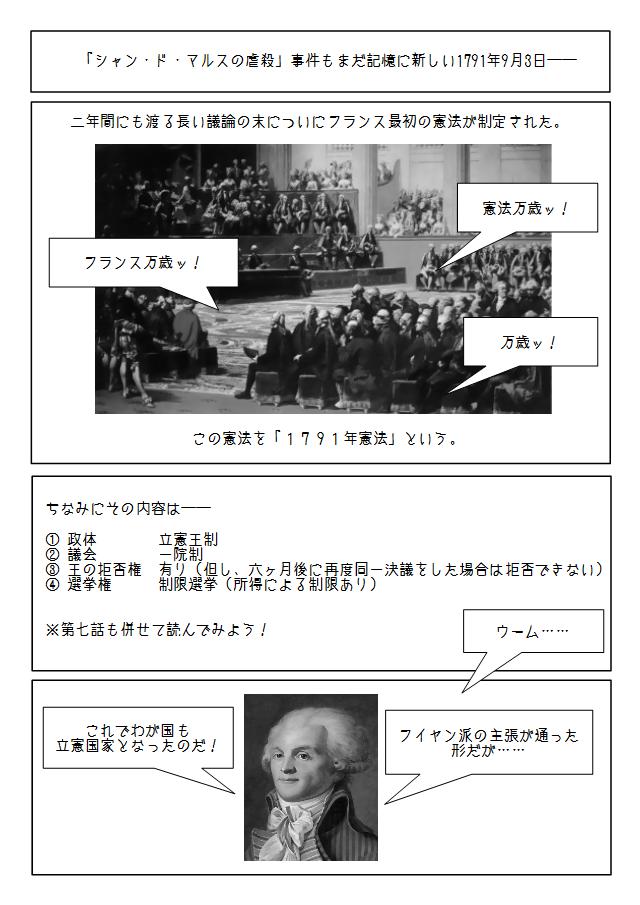 「シャン・ド・マルスの虐殺」事件もまだ記憶に新しい1791年9月3日――
二年間にも渡る長い議論の末についにフランス最初の憲法が制定された。
憲法万歳ッ！
フランス万歳ッ！
万歳ッ！
この憲法を「１７９１年憲法」という。
ちなみにその内容は――
① 政体　立憲王制
② 議会　一院制
③ 王の拒否権　有り（但し、六ヶ月後に再度同一決議をした場合は拒否できない）
④ 選挙権　制限選挙（所得による制限あり）
※第七話も併せて読んでみよう！
ウーム……
これでわが国も
立憲国家となったのだ！
フイヤン派の主張が通った
形だが……